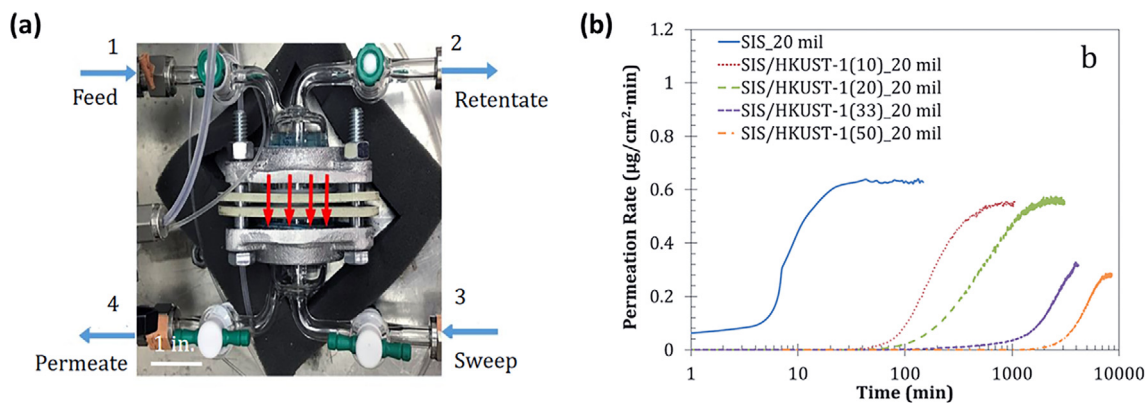 (a)
1
Feed
2
Retentate
4
Permeate
3
Sweep
1 in.
(b)
b
SIS_20 mil
SIS/HKUST-1(10)_20 mil
SIS/HKUST-1(20)_20 mil
SIS/HKUST-1(33)_20 mil
SIS/HKUST-1(50)_20 mil
Permeation Rate (µg/cm²·min)
1.2
1
0.8
0.6
0.4
0.2
0
1
10
100
1000
10000
Time (min)